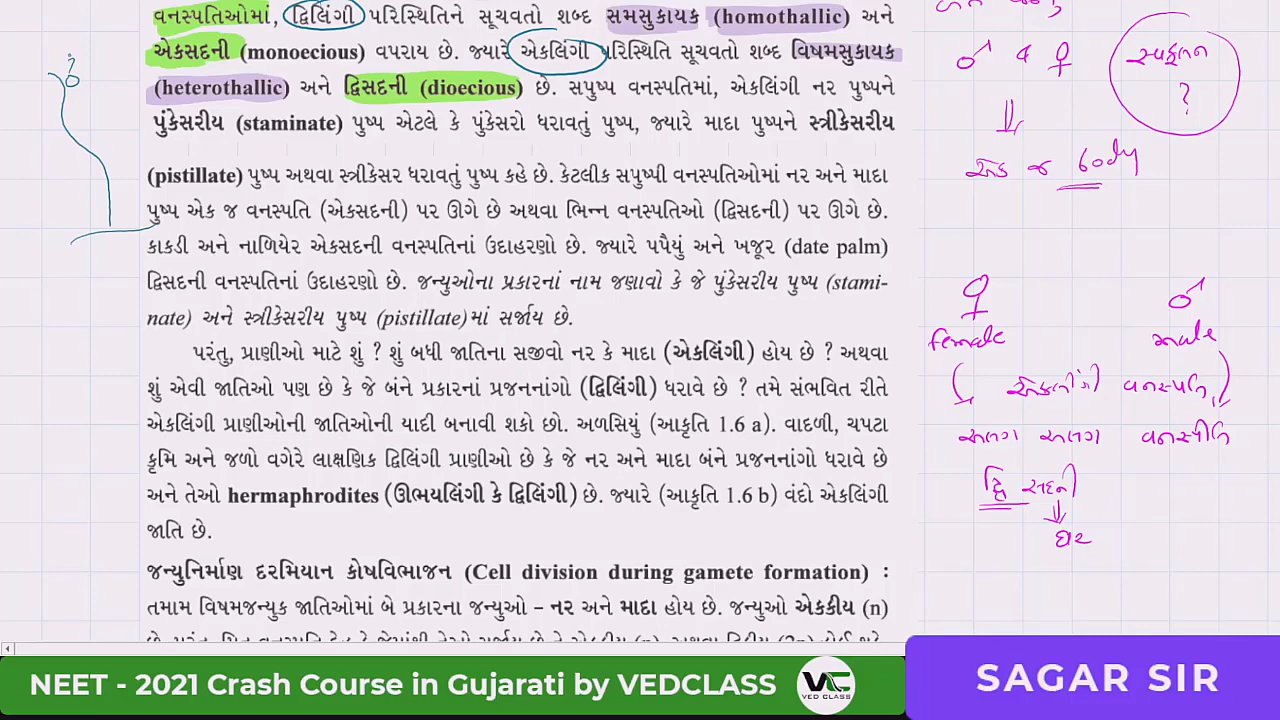 વનસ્પતિઓમાં, દ્વિલિંગી પરિસ્થિતિને સૂચવતો શબ્દ સમસુકાયક (homothallic) અને
એકસદની (monoecious) વપરાય છે. જ્યારે એકલિંગી પરિસ્થિતિ સૂચવતો શબ્દ વિષમસુકાયક
(heterothallic) અને દ્વિસદની (dioecious) છે. સપુષ્પ વનસ્પતિમાં, એકલિંગી નર પુષ્પને
પુંકેસરીય (staminate) પુષ્પ એટલે કે પુંકેસરો ધરાવતું પુષ્પ, જ્યારે માદા પુષ્પને સ્ત્રીકેસરીય
(pistillate) પુષ્પ અથવા સ્ત્રીકેસર ધરાવતું પુષ્પ કહે છે. કેટલીક સપુષ્પી વનસ્પતિઓમાં નર અને માદા
પુષ્પ એક જ વનસ્પતિ (એકસદની) પર ઊગે છે અથવા ભિન્ન વનસ્પતિઓ (દ્વિસદની) પર ઊગે છે.
કાકડી અને નાળિયેર એકસદની વનસ્પતિનાં ઉદાહરણો છે. જ્યારે પપૈયું અને ખજૂર (date palm)
દ્વિસદની વનસ્પતિનાં ઉદાહરણ છે. જન્યુઓના પ્રકારનાં નામ જણાવો કે જે પુંકેસરીય પુષ્પ (stami-
nate) અને સ્ત્રીકેસરીય પુષ્પ (pistillate)માં સર્જાય છે.
પરંતુ, પ્રાણીઓ માટે શું ? શું બધી જાતિના સજીવો નર કે માદા (એકલિંગી) હોય છે ? અથવા
શું એવી જાતિઓ પણ છે કે જે બંને પ્રકારનાં પ્રજનનાંગો (દ્વિલિંગી) ધરાવે છે ? તમે સંભવિત રીતે
એકલિંગી પ્રાણીઓની જાતિઓની યાદી બનાવી શકો છો. અળસિયું (આકૃતિ 1.6 a). વાદળી, ચપટા
કૃમિ અને જળો વગેરે લાક્ષણિક દ્વિલિંગી પ્રાણીઓ છે કે જે નર અને માદા બંને પ્રજનનાંગો ધરાવે છે
અને તેઓ hermaphrodites (ઊભયલિંગી કે દ્વિલિંગી) છે. જ્યારે (આકૃતિ 1.6 b) વંદો એકલિંગી
જાતિ છે.
જન્યુનિર્માણ દરમિયાન કોષવિભાજન (Cell division during gamete formation) :
તમામ વિષમજન્યુક જાતિઓમાં બે પ્રકારના જન્યુઓ – નર અને માદા હોય છે. જન્યુઓ એકકીય (n)
♂ ♀
?
એક જ body
♀ ♂
female male
એકલીંગી વનસ્પતિ
અલગ અલગ વનસ્પતિ
દ્વિ સદની
ઘર
NEET - 2021 Crash Course in Gujarati by VEDCLASS
VC
VED CLASS
SAGAR SIR